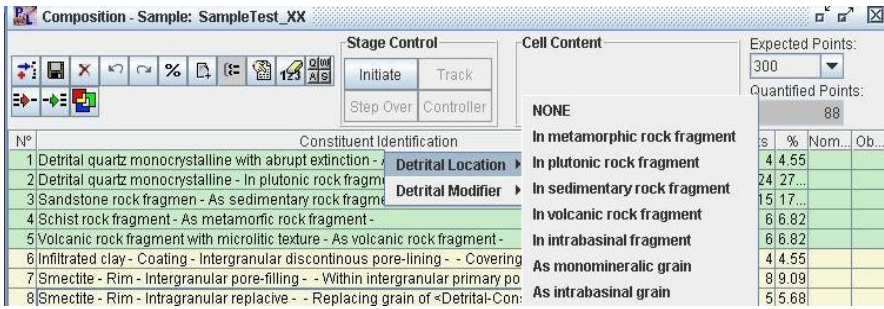 Composition - Sample: SampleTest_XX
Stage Control
Initiate
Track
Step Over
Controller
Cell Content
Expected Points:
300
Quantified Points:
88
Nº Constituent Identification ts % Nom... Ob...
1 Detrital quartz monocrystalline with abrupt extinction - 4 4.55
2 Detrital quartz monocrystalline - In plutonic rock fragme 24 27...
3 Sandstone rock fragmen - As sedimentary rock fragme 15 17...
4 Schist rock fragment - As metamorfic rock fragment - 6 6.82
5 Volcanic rock fragment with microlitic texture - As volcanic rock fragment - 6 6.82
6 Infiltrated clay - Coating - Intergranular discontinous pore-lining - - Covering 4 4.55
7 Smectite - Rim - Intergranular pore-filling - - Within intergranular primary po 8 9.09
8 Smectite - Rim - Intragranular replacive - - Replacing grain of <Detrital-Con 5 5.68
Detrital Location
Detrital Modifier
NONE
In metamorphic rock fragment
In plutonic rock fragment
In sedimentary rock fragment
In volcanic rock fragment
In intrabasinal fragment
As monomineralic grain
As intrabasinal grain